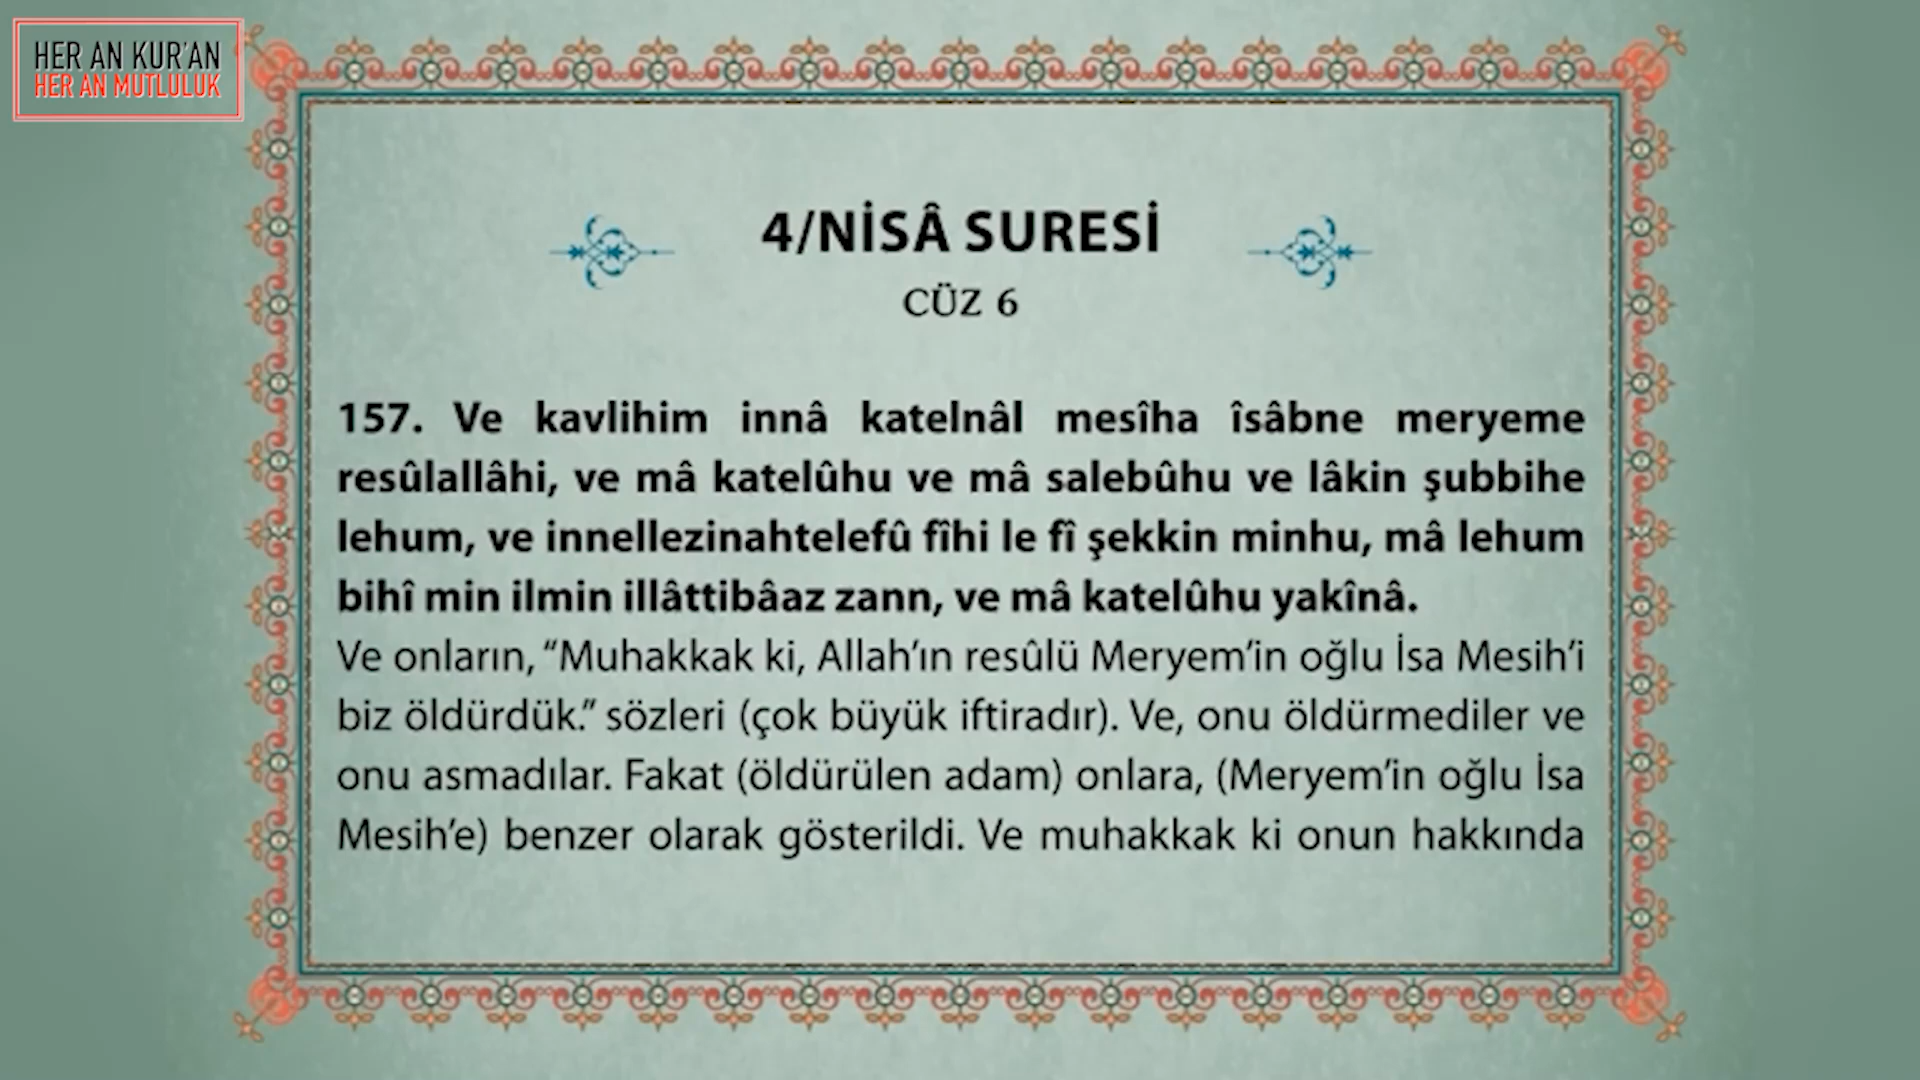 HER AN KUR'AN
HER AN MUTLULUK
4/NİSÂ SURESİ
CÜZ 6
157. Ve kavlihim innâ katelnâl mesîha îsâbne meryeme
resûlallâhi, ve mâ katelûhu ve mâ salebûhu ve lâkin şubbihe
lehum, ve innellezinahtelefû fîhi le fî şekkin minhu, mâ lehum
bihî min ilmin illâttibâaz zann, ve mâ katelûhu yakînâ.
Ve onların, “Muhakkak ki, Allah’ın resûlü Meryem’in oğlu İsa Mesih’i
biz öldürdük.” sözleri (çok büyük iftiradır). Ve, onu öldürmediler ve
onu asmadılar. Fakat (öldürülen adam) onlara, (Meryem’in oğlu İsa
Mesih’e) benzer olarak gösterildi. Ve muhakkak ki onun hakkında